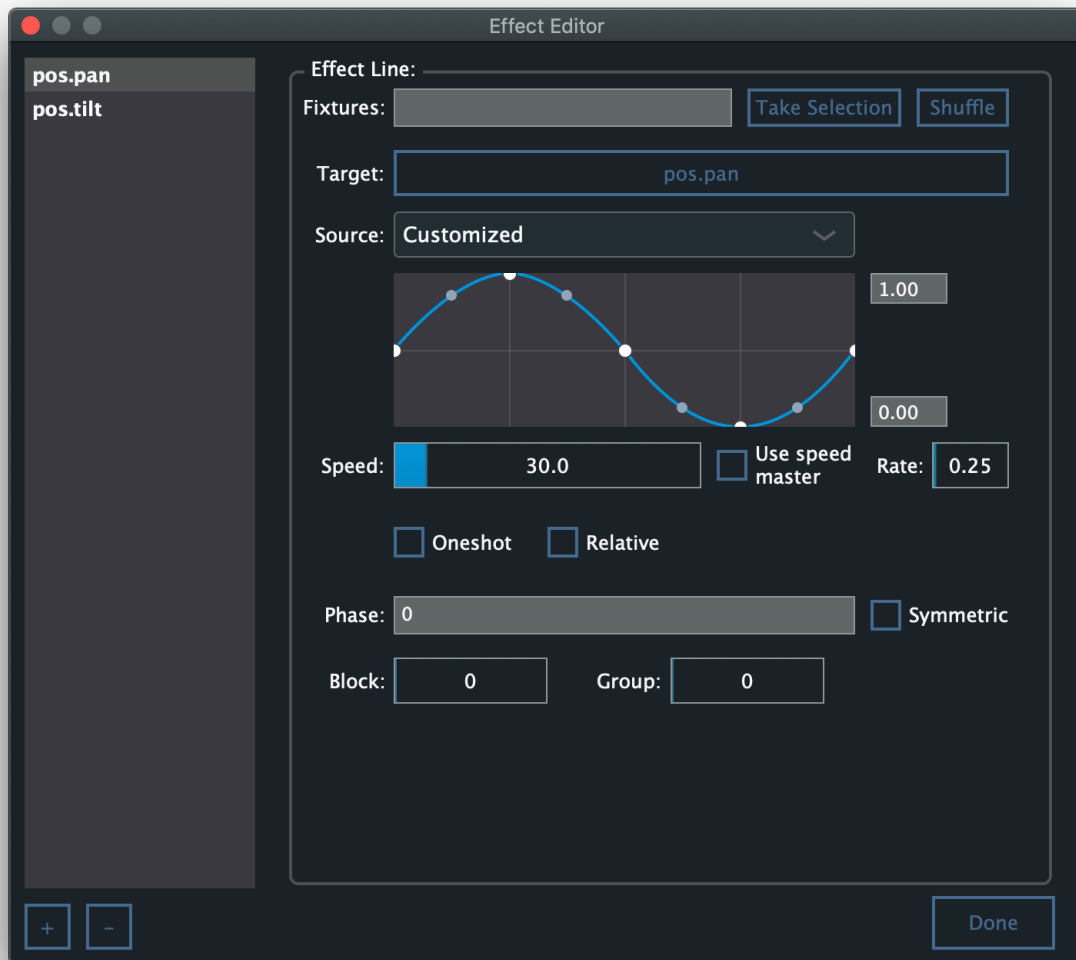 Effect Editor
pos.pan
pos.tilt
Effect Line:
Fixtures:
Take Selection
Shuffle
Target:
pos.pan
Source:
Customized
1.00
0.00
Speed:
30.0
Use speed
master
Rate:
0.25
Oneshot
Relative
Phase:
0
Symmetric
Block:
0
Group:
0
+
-
Done